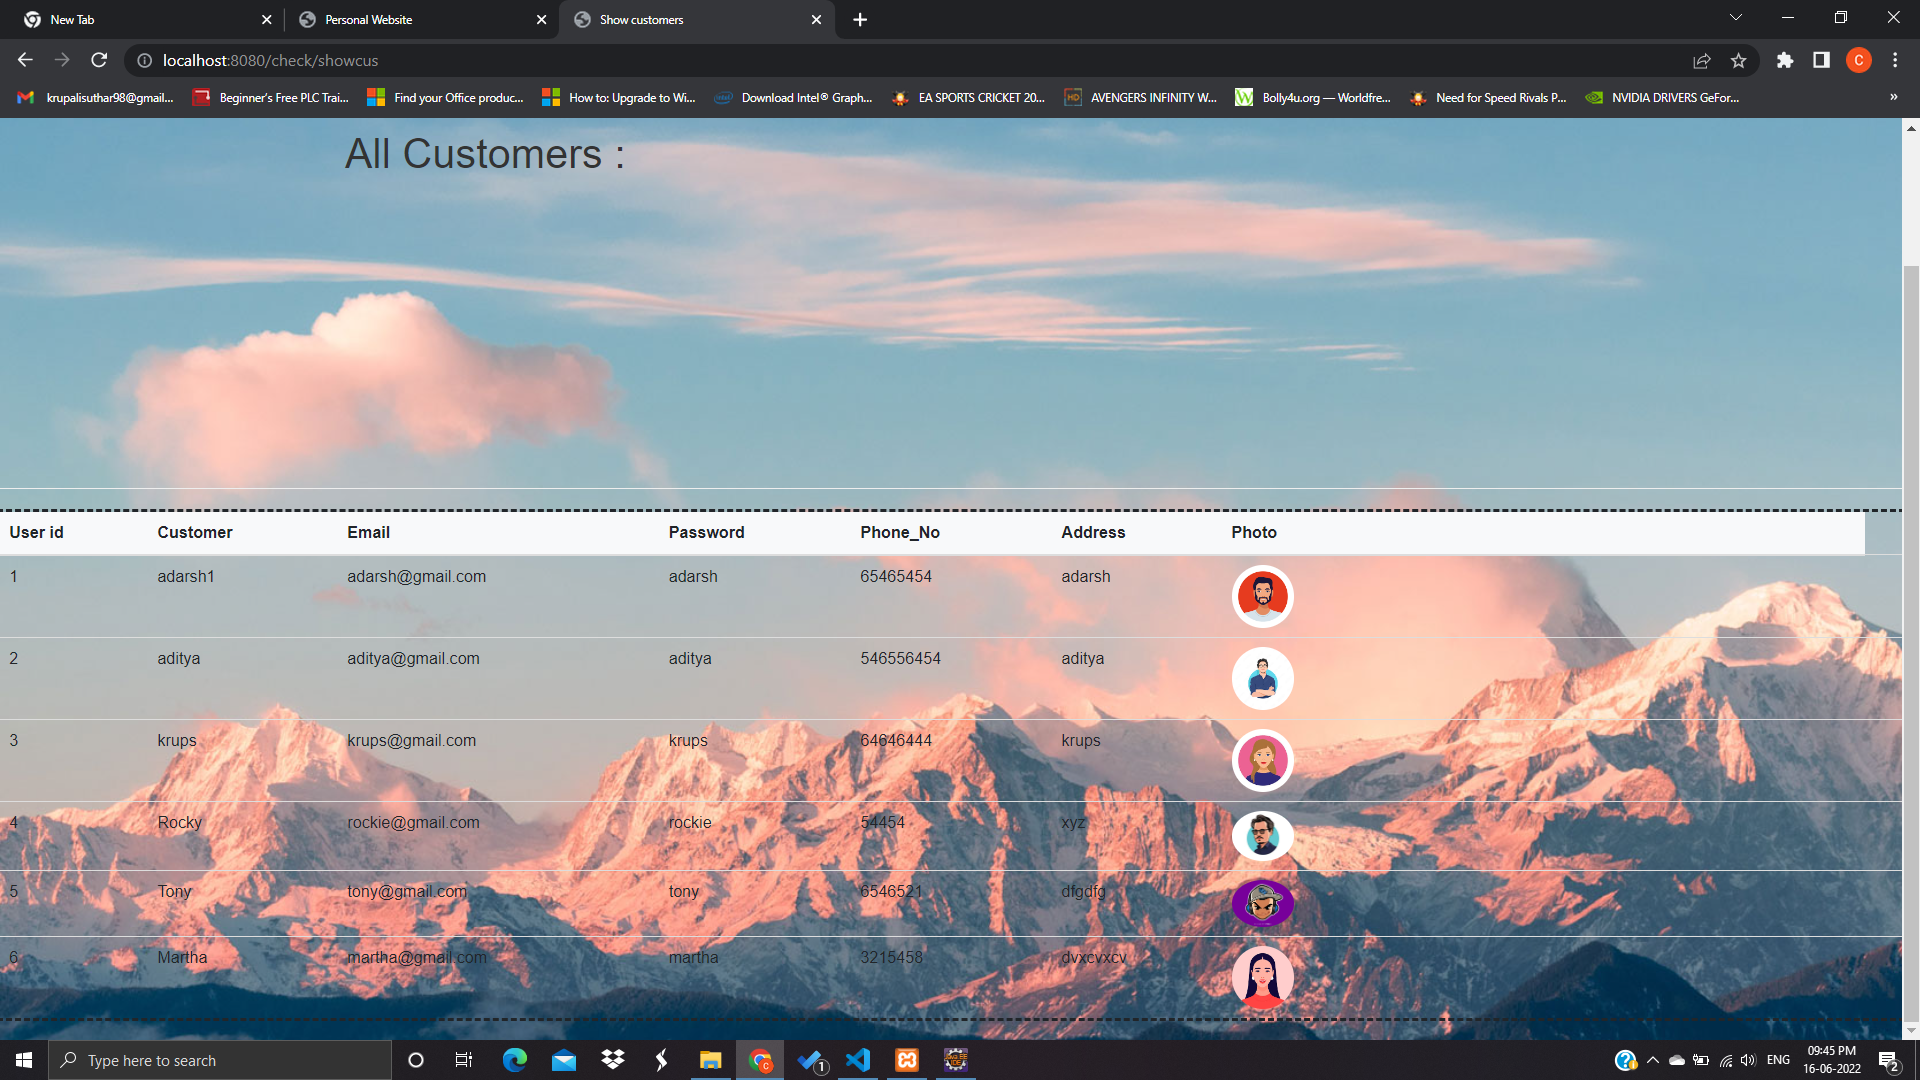 New Tab
Personal Website
Show customers
localhost:8080/check/showcus
C
krupalisuthar98@gmail...
Beginner's Free PLC Trai...
Find your Office produc...
How to: Upgrade to Wi...
Download Intel® Graph...
EA SPORTS CRICKET 20...
AVENGERS INFINITY W...
Bolly4u.org — Worldfre...
Need for Speed Rivals P...
NVIDIA DRIVERS GeFor...
»
All Customers :
User id Customer Email Password Phone_No Address Photo
1 adarsh1 adarsh@gmail.com adarsh 65465454 adarsh
2 aditya aditya@gmail.com aditya 546556454 aditya
3 krups krups@gmail.com krups 64646444 krups
4 Rocky rockie@gmail.com rockie 54454 xyz
5 Tony tony@gmail.com tony 6546521 dfgdfg
6 Martha martha@gmail.com martha 3215458 dvxcvxcv
Type here to search
1
ENG
09:45 PM
16-06-2022
2